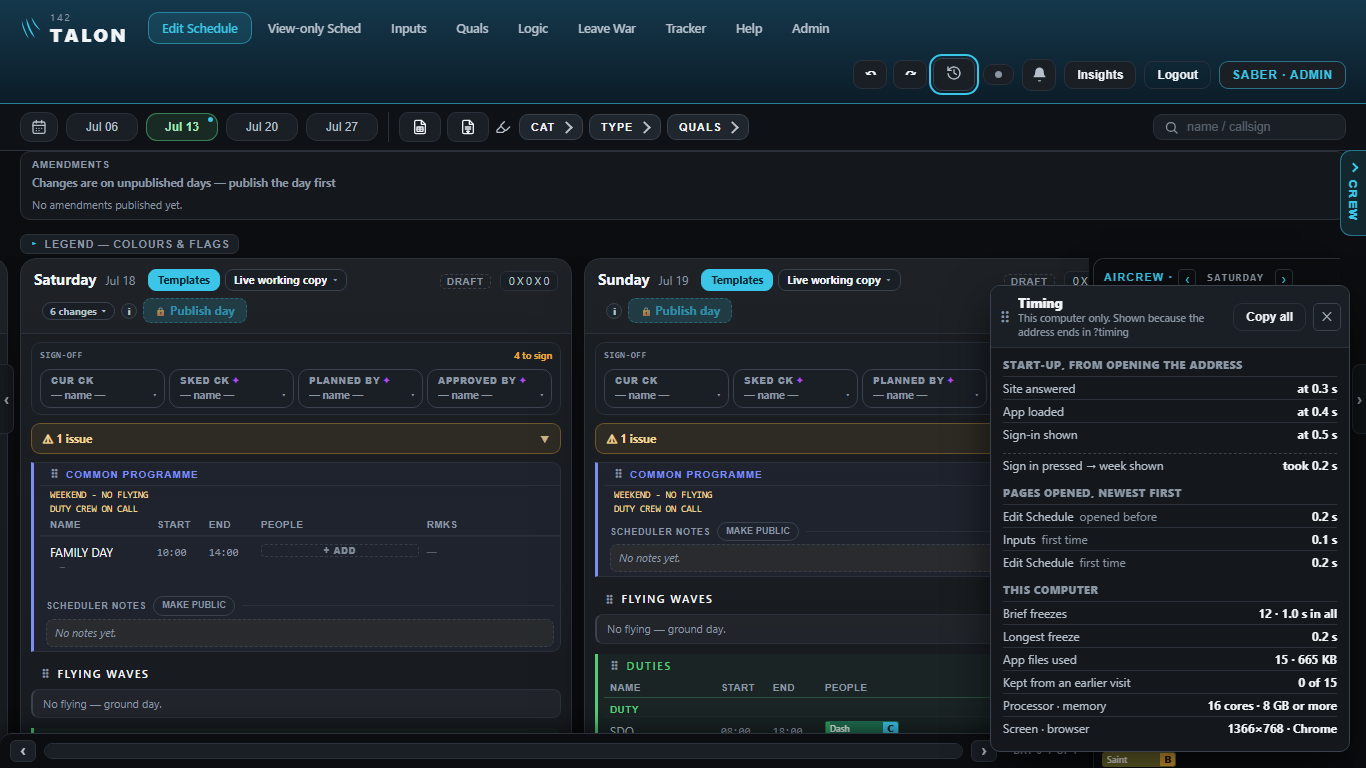 142
TALON
Edit Schedule
View-only Sched
Inputs
Quals
Logic
Leave War
Tracker
Help
Admin
Insights
Logout
SABER · ADMIN
Jul 06
Jul 13
Jul 20
Jul 27
CAT
TYPE
QUALS
name / callsign
AMENDMENTS
Changes are on unpublished days — publish the day first
No amendments published yet.
CREW
LEGEND — COLOURS & FLAGS
Saturday Jul 18
Templates
Live working copy
DRAFT
0X0X0
6 changes
i
Publish day
SIGN-OFF
4 to sign
CUR CK
— name —
SKED CK
— name —
PLANNED BY
— name —
APPROVED BY
— name —
1 issue
COMMON PROGRAMME
WEEKEND - NO FLYING
DUTY CREW ON CALL
NAME START END PEOPLE RMKS
FAMILY DAY 10:00 14:00 + ADD —
—
SCHEDULER NOTES MAKE PUBLIC
No notes yet.
FLYING WAVES
No flying — ground day.
Sunday Jul 19
Templates
Live working copy
DRAFT
0X
i
Publish day
SIGN-OFF
CUR CK
— name —
SKED CK
— name —
PLANNED BY
— name —
1 issue
COMMON PROGRAMME
WEEKEND - NO FLYING
DUTY CREW ON CALL
SCHEDULER NOTES MAKE PUBLIC
No notes yet.
FLYING WAVES
No flying — ground day.
DUTIES
NAME START END PEOPLE
DUTY
SDO 08:00 18:00 Dash C
AIRCREW ·
SATURDAY
Timing
This computer only. Shown because the
address ends in ?timing
Copy all
START-UP, FROM OPENING THE ADDRESS
Site answered at 0.3 s
App loaded at 0.4 s
Sign-in shown at 0.5 s
Sign in pressed → week shown took 0.2 s
PAGES OPENED, NEWEST FIRST
Edit Schedule opened before 0.2 s
Inputs first time 0.1 s
Edit Schedule first time 0.2 s
THIS COMPUTER
Brief freezes 12 · 1.0 s in all
Longest freeze 0.2 s
App files used 15 · 665 KB
Kept from an earlier visit 0 of 15
Processor · memory 16 cores · 8 GB or more
Screen · browser 1366×768 · Chrome
Saint B